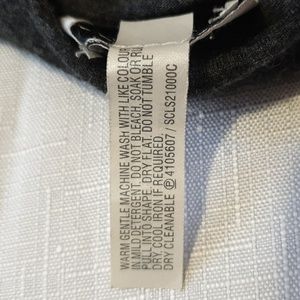 WARM GENTLE MACHINE WASH WITH LIKE COLOUR
IN MILD DETERGENT. DO NOT BLEACH, SOAK OR RU
PULL INTO SHAPE. DRY FLAT. DO NOT TUMBLE
DRY COOL IRON IF REQUIRED.
DRY CLEANABLE Ⓟ 4105607 / SCLS21000C